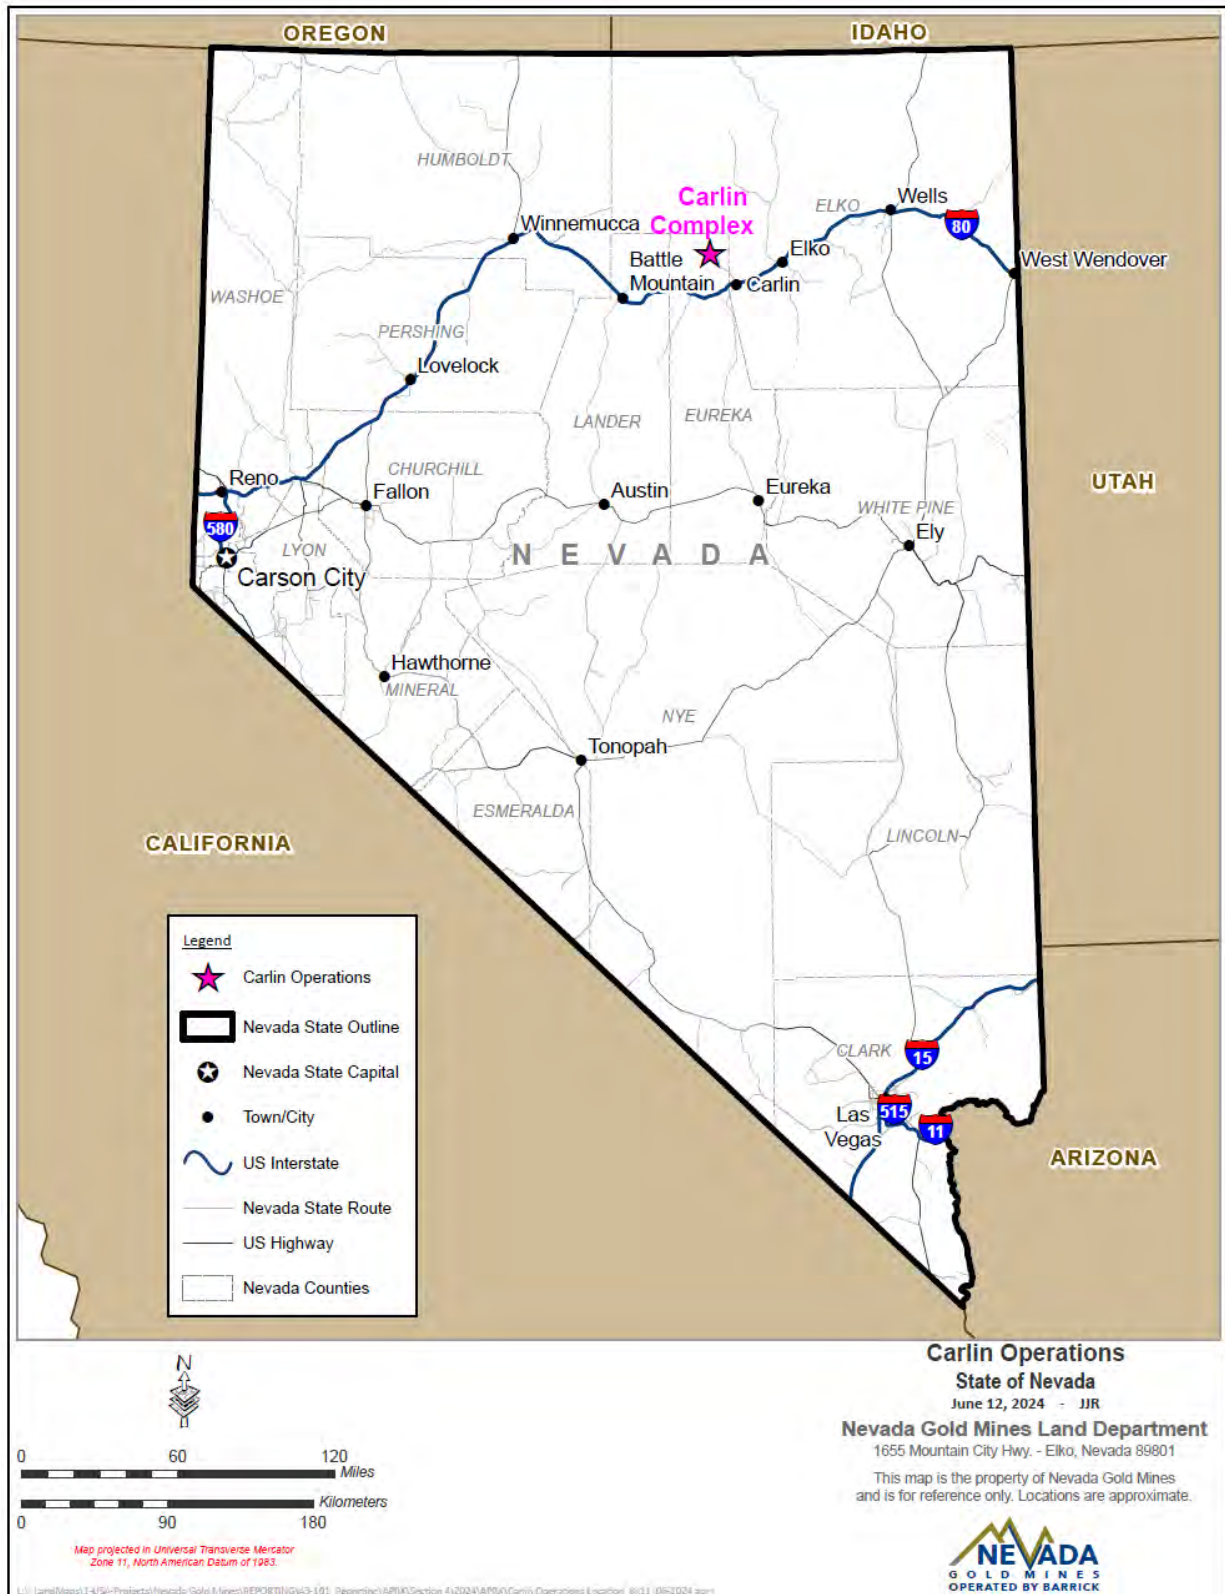 OREGON
IDAHO
HUMBOLDT
Carlin
Complex
ELKO
Wells
80
Winnemucca
Battle
Mountain
Elko
West Wendover
Carlin
WASHOE
PERSHING
Lovelock
LANDER
EUREKA
Reno
CHURCHILL
Fallon
Austin
Eureka
UTAH
WHITE PINE
580
LYON
NEVADA
Ely
Carson City
Hawthorne
MINERAL
NYE
Tonopah
ESMERALDA
CALIFORNIA
LINCOLN
CLARK
15
Las
Vegas
515
11
ARIZONA
Legend
Carlin Operations
Nevada State Outline
Nevada State Capital
Town/City
US Interstate
Nevada State Route
US Highway
Nevada Counties
N
0 60 120
Miles
Kilometers
0 90 180
Map projected in Universal Transverse Mercator
Zone 11, North American Datum of 1983.
Carlin Operations
State of Nevada
June 12, 2024 - JJR
Nevada Gold Mines Land Department
1655 Mountain City Hwy. - Elko, Nevada 89801
This map is the property of Nevada Gold Mines
and is for reference only. Locations are approximate.
NEVADA
GOLD MINES
OPERATED BY BARRICK